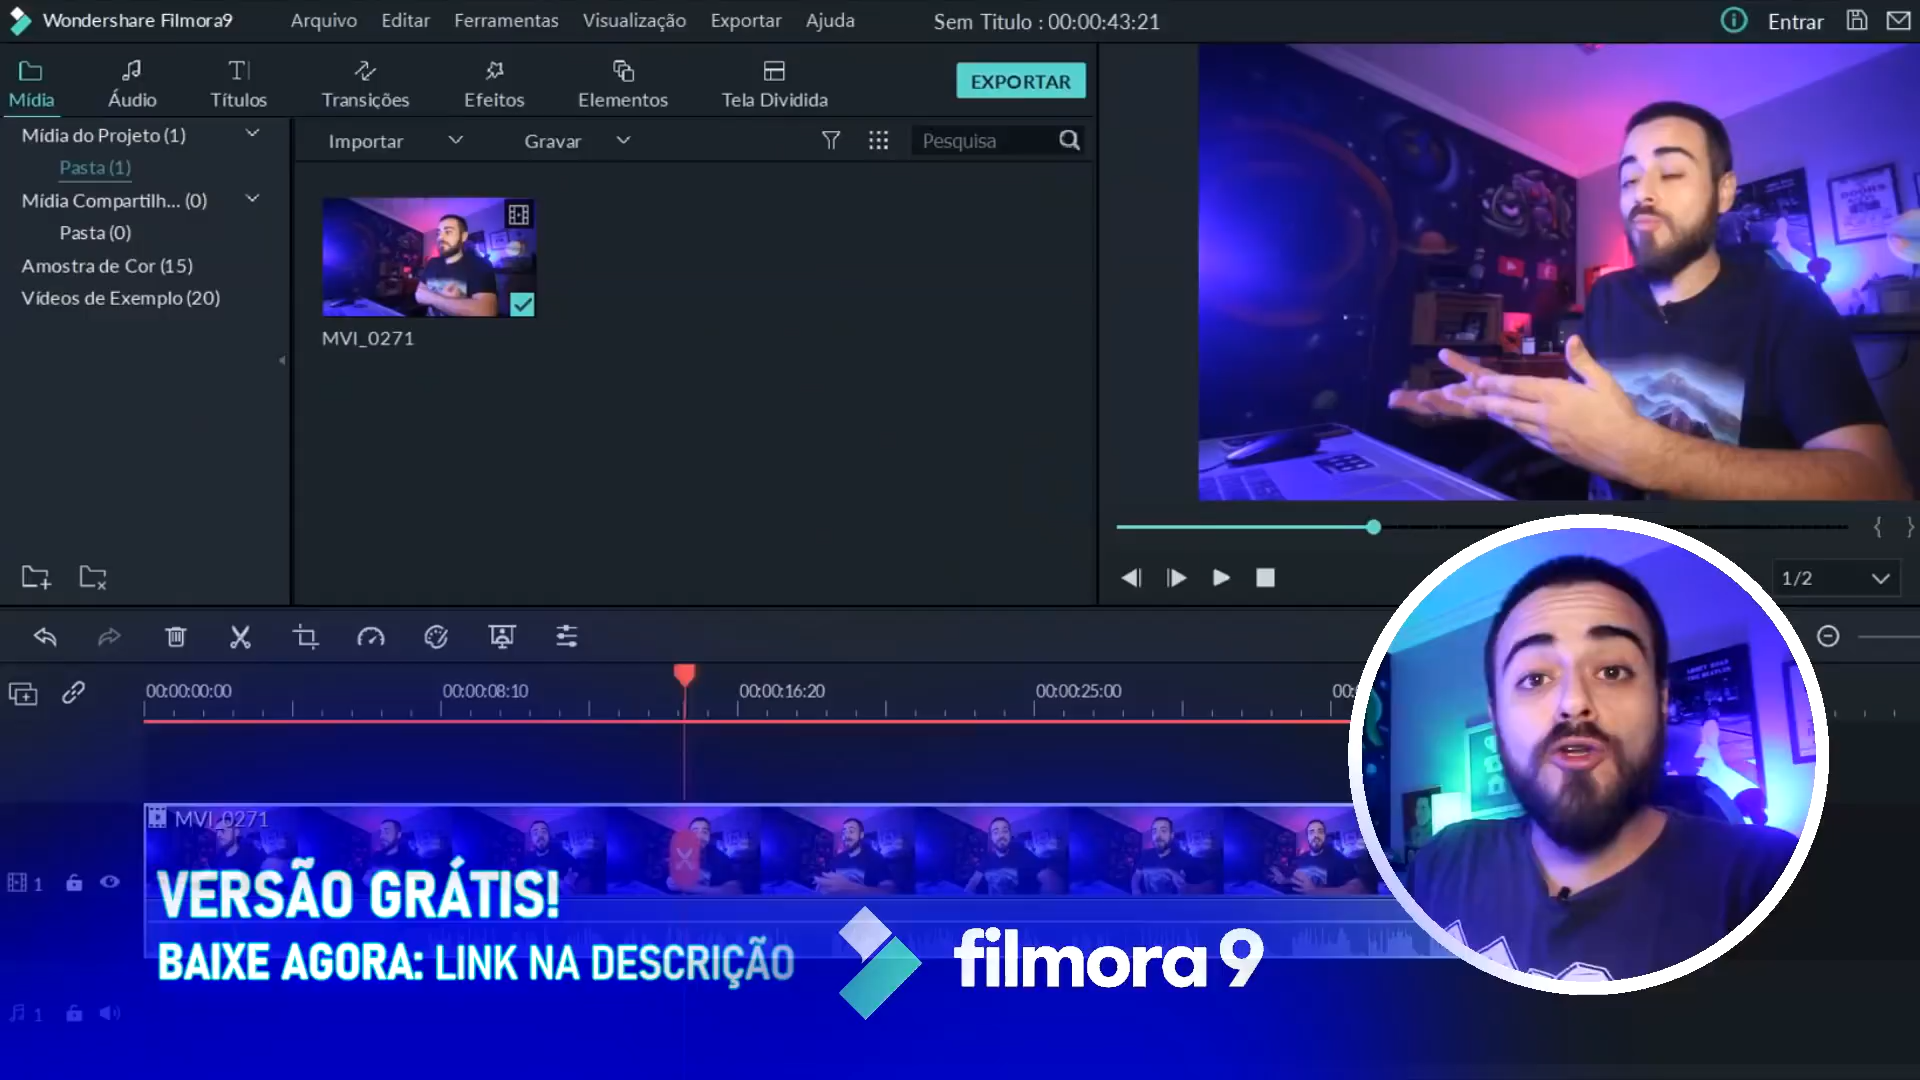 Wondershare Filmora9
Arquivo Editar Ferramentas Visualização Exportar Ajuda
Sem Titulo : 00:00:43:21
Entrar
Mídia Áudio Títulos Transições Efeitos Elementos Tela Dividida
EXPORTAR
Mídia do Projeto (1)
Pasta (1)
Mídia Compartilh... (0)
Pasta (0)
Amostra de Cor (15)
Vídeos de Exemplo (20)
Importar Gravar Pesquisa
MVI_0271
1/2
00:00:00:00 00:00:08:10 00:00:16:20 00:00:25:00
MVI_0271
1
1
VERSÃO GRÁTIS!
BAIXE AGORA: LINK NA DESCRIÇÃO
filmora 9